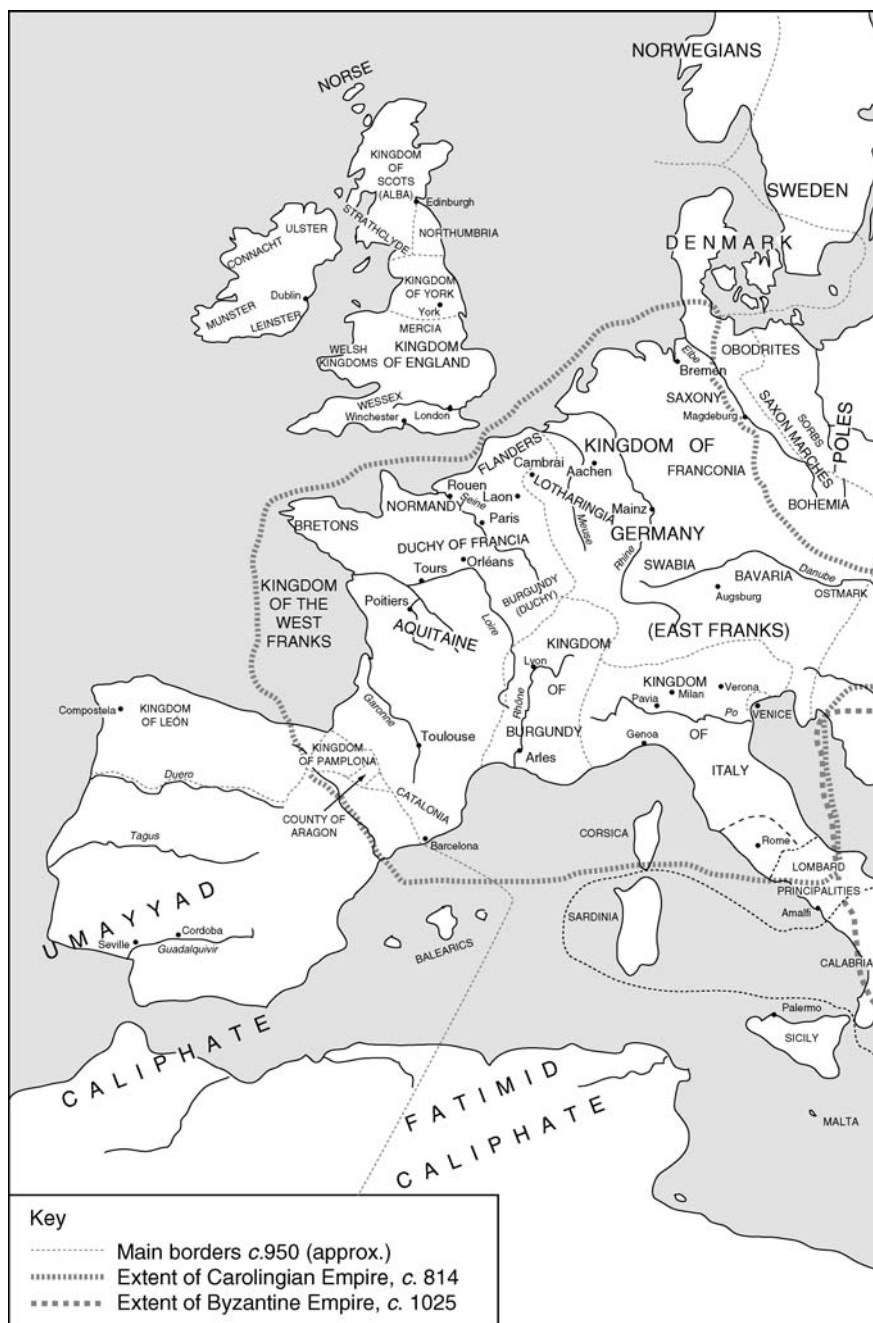 NORWEGIANS
NORSE
KINGDOM
OF
SCOTS
(ALBA)
Edinburgh
SWEDEN
STRATHCLYDE
NORTHUMBRIA
DENMARK
ULSTER
CONNACHT
Dublin
MUNSTER
LEINSTER
KINGDOM
OF YORK
York
MERCIA
KINGDOM
OF ENGLAND
WELSH
KINGDOMS
WESSEX
Winchester
London
Elbe
Bremen
OBODRITES
SAXONY
Magdeburg
SORBS
SAXON MARCHES
POLES
FLANDERS
Cambrai
Aachen
KINGDOM OF
FRANCONIA
Rouen
Laon
LOTHARINGIA
NORMANDY
Seine
Paris
Meuse
Mainz
BOHEMIA
BRETONS
DUCHY OF FRANCIA
GERMANY
Rhine
Orléans
Tours
SWABIA
BAVARIA
Danube
Augsburg
OSTMARK
KINGDOM
OF THE
WEST
FRANKS
Poitiers
BURGUNDY
(DUCHY)
AQUITAINE
Loire
(EAST FRANKS)
KINGDOM
Lyon
OF
BURGUNDY
Rhône
Arles
KINGDOM
Milan
Verona
Pavia
Po
VENICE
Genoa
OF
ITALY
Compostela
KINGDOM
OF LEÓN
Garonne
Toulouse
KINGDOM
OF PAMPLONA
Duero
COUNTY OF
ARAGON
CATALONIA
Barcelona
Tagus
CORSICA
Rome
LOMBARD
PRINCIPALITIES
Amalfi
UMAYYAD
Seville
Cordoba
Guadalquivir
BALEARICS
SARDINIA
CALABRIA
Palermo
SICILY
CALIPHATE
FATIMID
CALIPHATE
MALTA
Key
Main borders c.950 (approx.)
Extent of Carolingian Empire, c. 814
Extent of Byzantine Empire, c. 1025